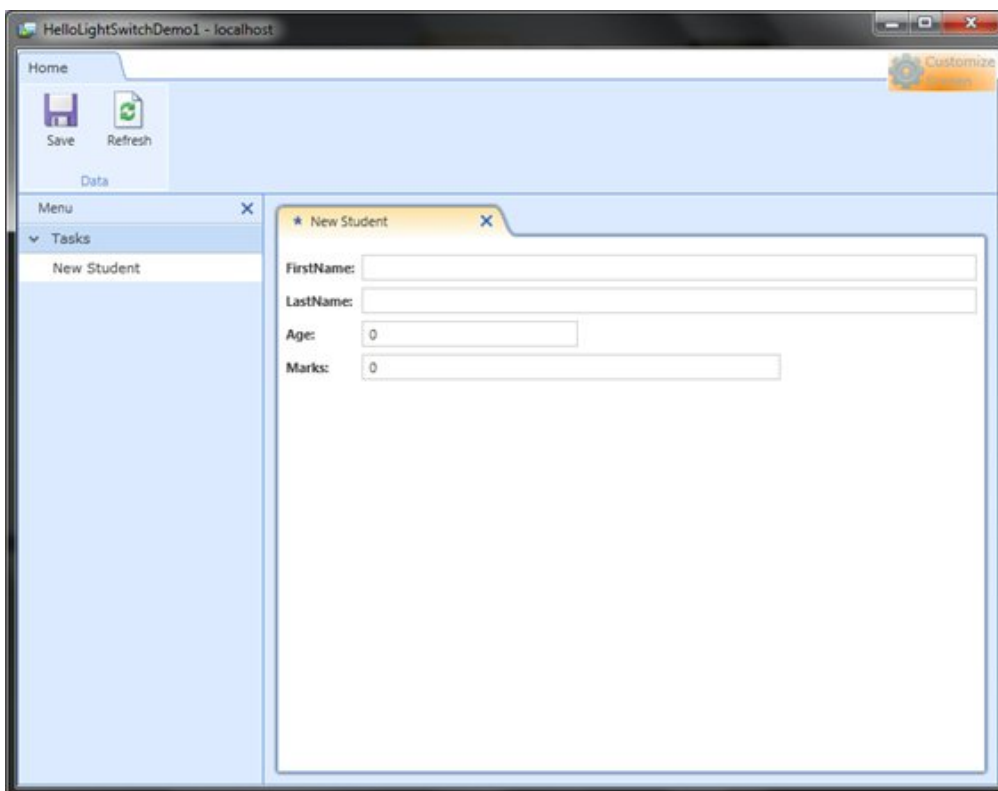 HelloLightSwitchDemo1 - localhost
Home
Customize
Screen
Save
Refresh
Data
Menu
Tasks
New Student
New Student
FirstName:
LastName:
Age:
0
Marks:
0